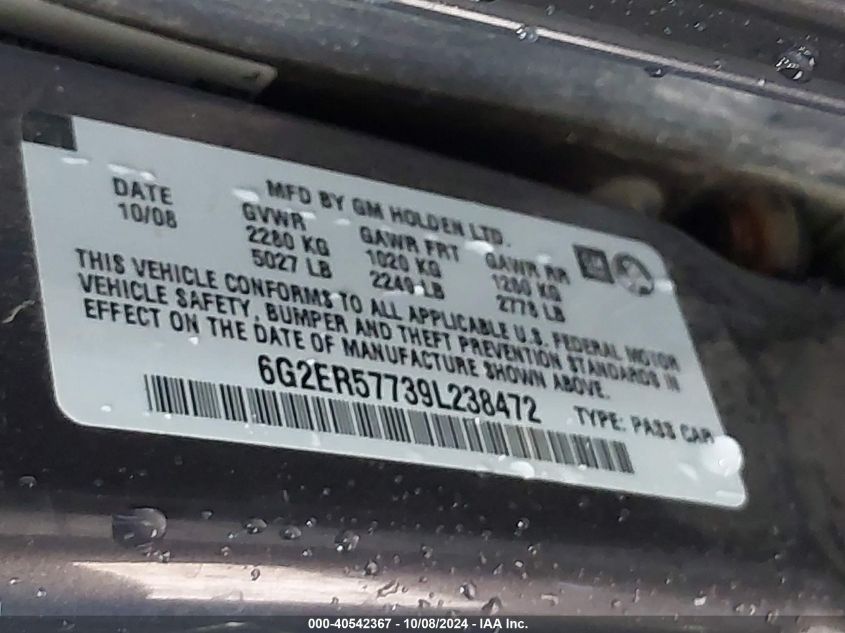 MFD BY GM HOLDEN LTD.
DATE GVWR GAWR FRT GAWR RR
10/08 2280 KG 1020 KG 1260 KG
5027 LB 2249 LB 2778 LB
THIS VEHICLE CONFORMS TO ALL APPLICABLE U.S. FEDERAL MOTOR
VEHICLE SAFETY, BUMPER AND THEFT PREVENTION STANDARDS IN
EFFECT ON THE DATE OF MANUFACTURE SHOWN ABOVE.
6G2ER57739L238472 TYPE: PASS CAR
000-40542367 - 10/08/2024 - IAA Inc.